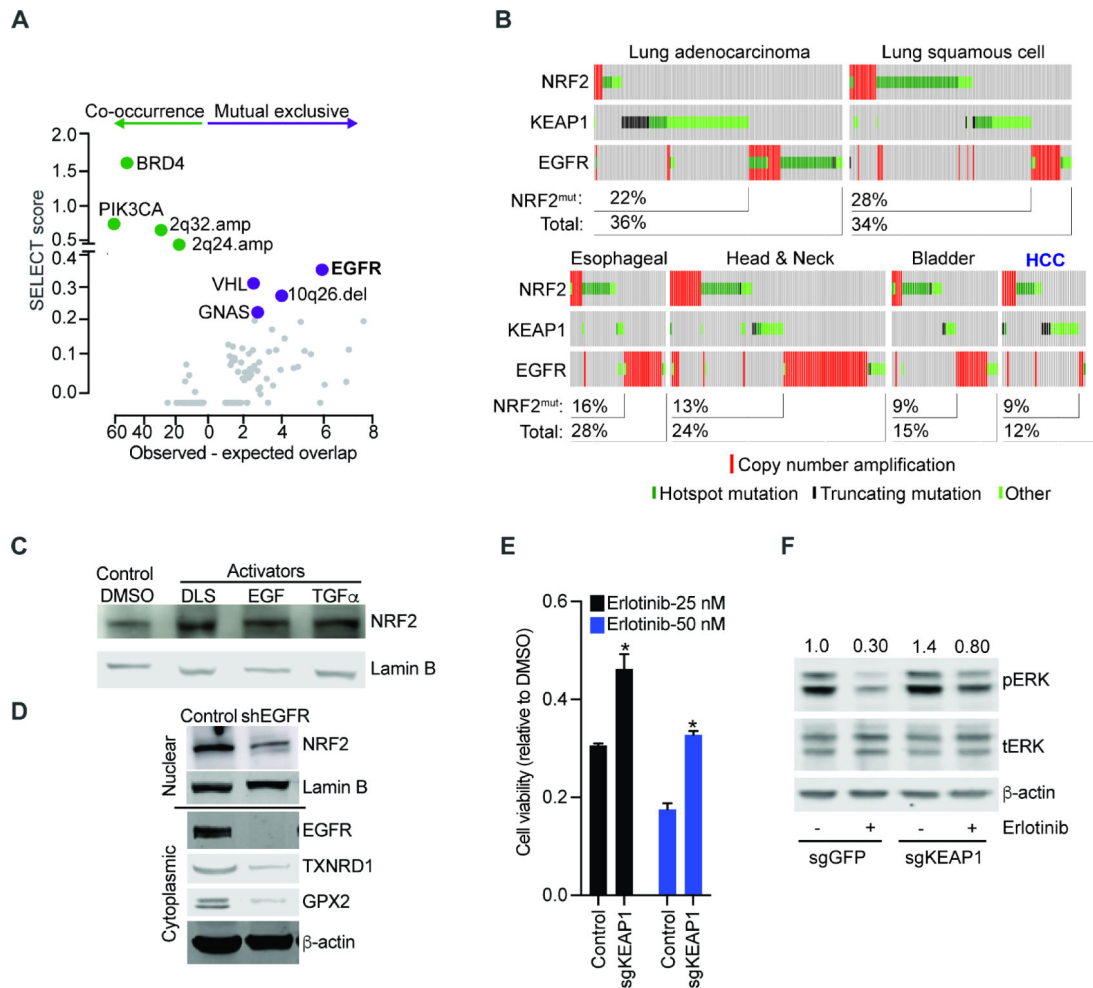 A
Co-occurrence Mutual exclusive
2.0
1.5
1.0
0.5
0.4
0.3
0.2
0.1
0.0
SELECT score
BRD4
PIK3CA
2q32.amp
2q24.amp
EGFR
VHL
10q26.del
GNAS
60 40 20 0 2 4 6 8
Observed - expected overlap
B
Lung adenocarcinoma Lung squamous cell
NRF2
KEAP1
EGFR
NRF2mut: 22% 28%
Total: 36% 34%
Esophageal Head & Neck Bladder HCC
NRF2
KEAP1
EGFR
NRF2mut: 16% 13% 9% 9%
Total: 28% 24% 15% 12%
Copy number amplification
Hotspot mutation Truncating mutation Other
C
Control Activators
DMSO DLS EGF TGFα
NRF2
Lamin B
D
Control shEGFR
Nuclear
NRF2
Lamin B
Cytoplasmic
EGFR
TXNRD1
GPX2
β-actin
E
Erlotinib-25 nM
Erlotinib-50 nM
Cell viability (relative to DMSO)
0.6
0.4
0.2
0.0
* *
Control sgKEAP1 Control sgKEAP1
F
1.0 0.30 1.4 0.80
pERK
tERK
β-actin
- + - + Erlotinib
sgGFP sgKEAP1